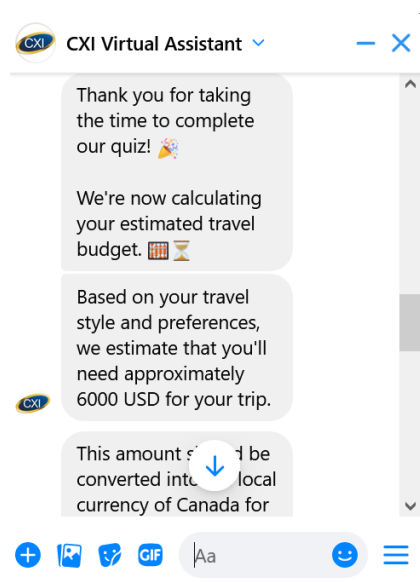 CXI CXI Virtual Assistant
Thank you for taking
the time to complete
our quiz! 🎉
We're now calculating
your estimated travel
budget. 🧮⏳
Based on your travel
style and preferences,
we estimate that you'll
need approximately
6000 USD for your trip.
CXI
This amount be
converted into local
currency of Canada for
GIF Aa